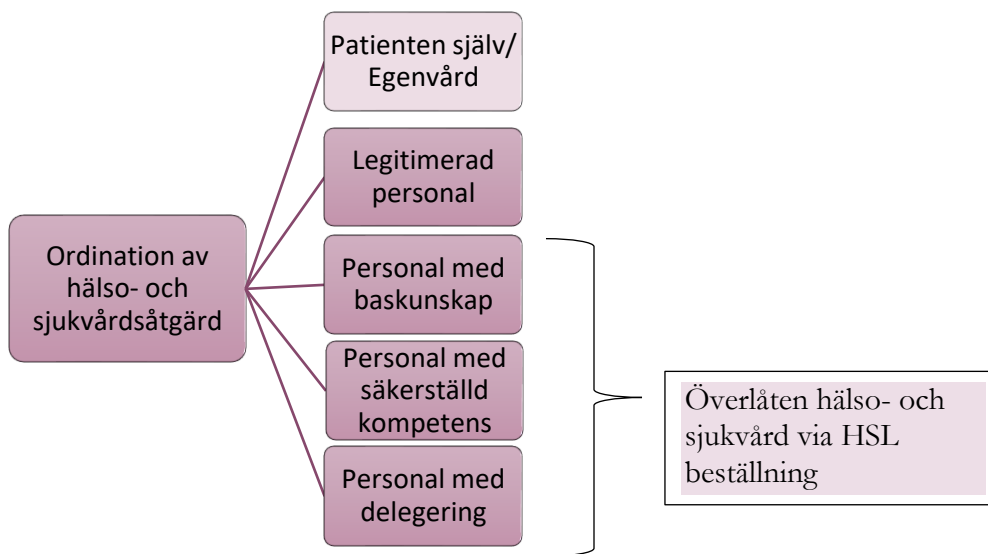 Patienten själv/
Egenvård
Legitimerad
personal
Ordination av
hälso- och
sjukvårdsåtgärd
Personal med
baskunskap
Personal med
säkerställd
kompetens
Personal med
delegering
Överlåten hälso- och
sjukvård via HSL
beställning